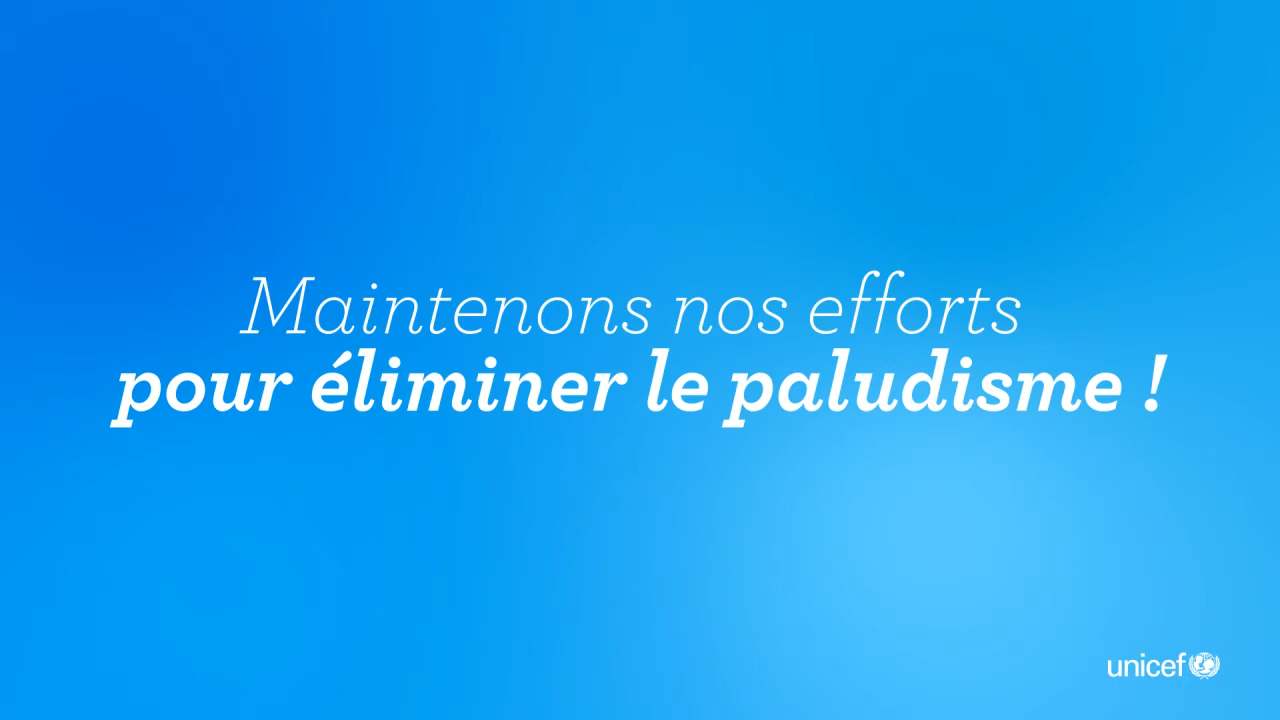 Maintenons nos efforts
pour éliminer le paludisme !
unicef